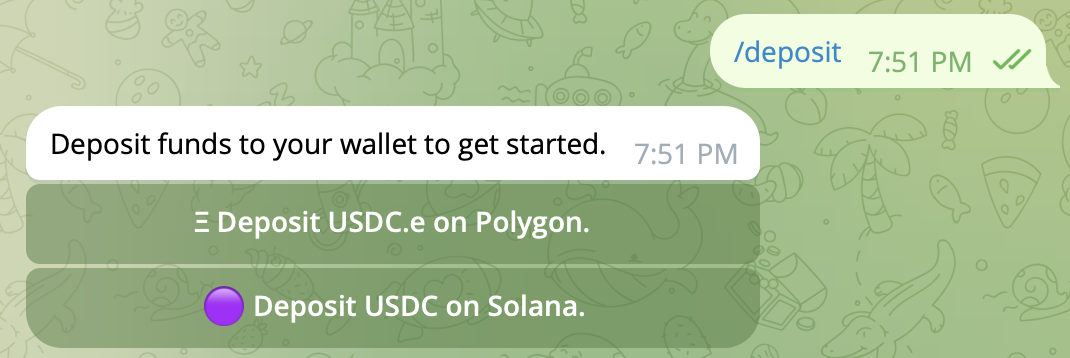 /deposit 7:51 PM
Deposit funds to your wallet to get started. 7:51 PM
Ξ Deposit USDC.e on Polygon.
🟣 Deposit USDC on Solana.